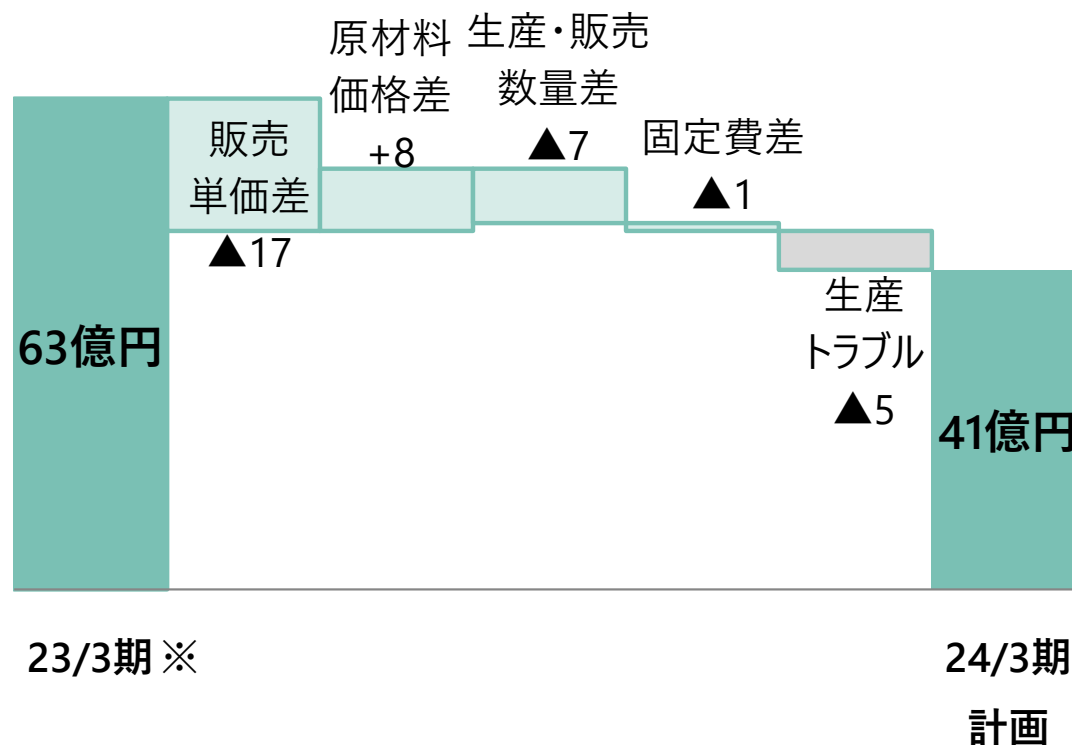 63億円
販売
単価差
▲17
原材料
価格差
+8
生産・販売
数量差
▲7
固定費差
▲1
生産
トラブル
▲5
41億円
23/3期※
24/3期
計画